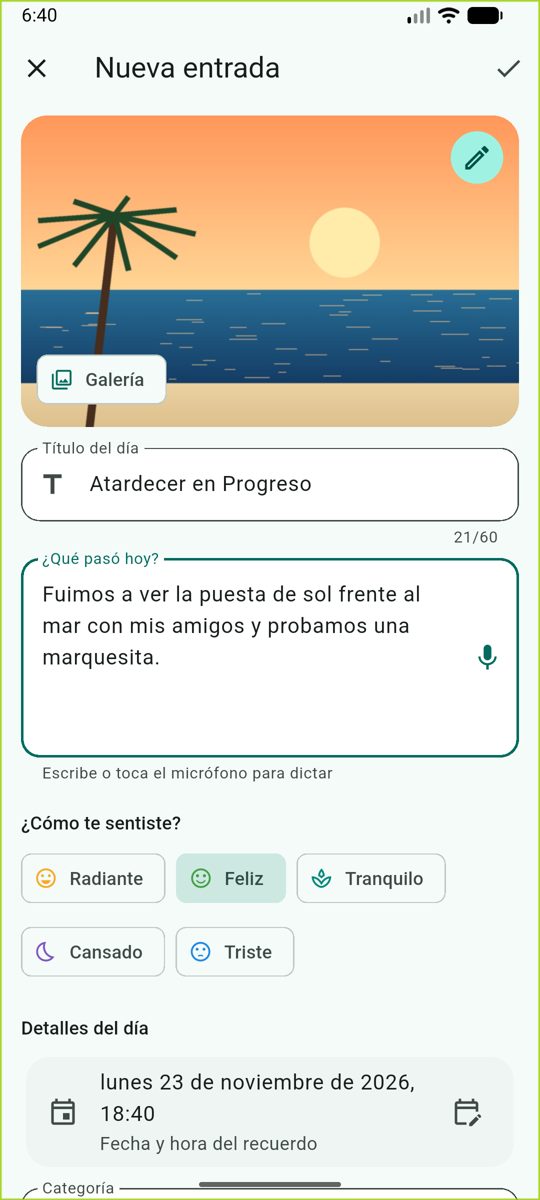 6:40
Nueva entrada
Galería
Título del día
Atardecer en Progreso
21/60
¿Qué pasó hoy?
Fuimos a ver la puesta de sol frente al
mar con mis amigos y probamos una
marquesita.
Escribe o toca el micrófono para dictar
¿Cómo te sentiste?
Radiante
Feliz
Tranquilo
Cansado
Triste
Detalles del día
lunes 23 de noviembre de 2026,
18:40
Fecha y hora del recuerdo
Categoría